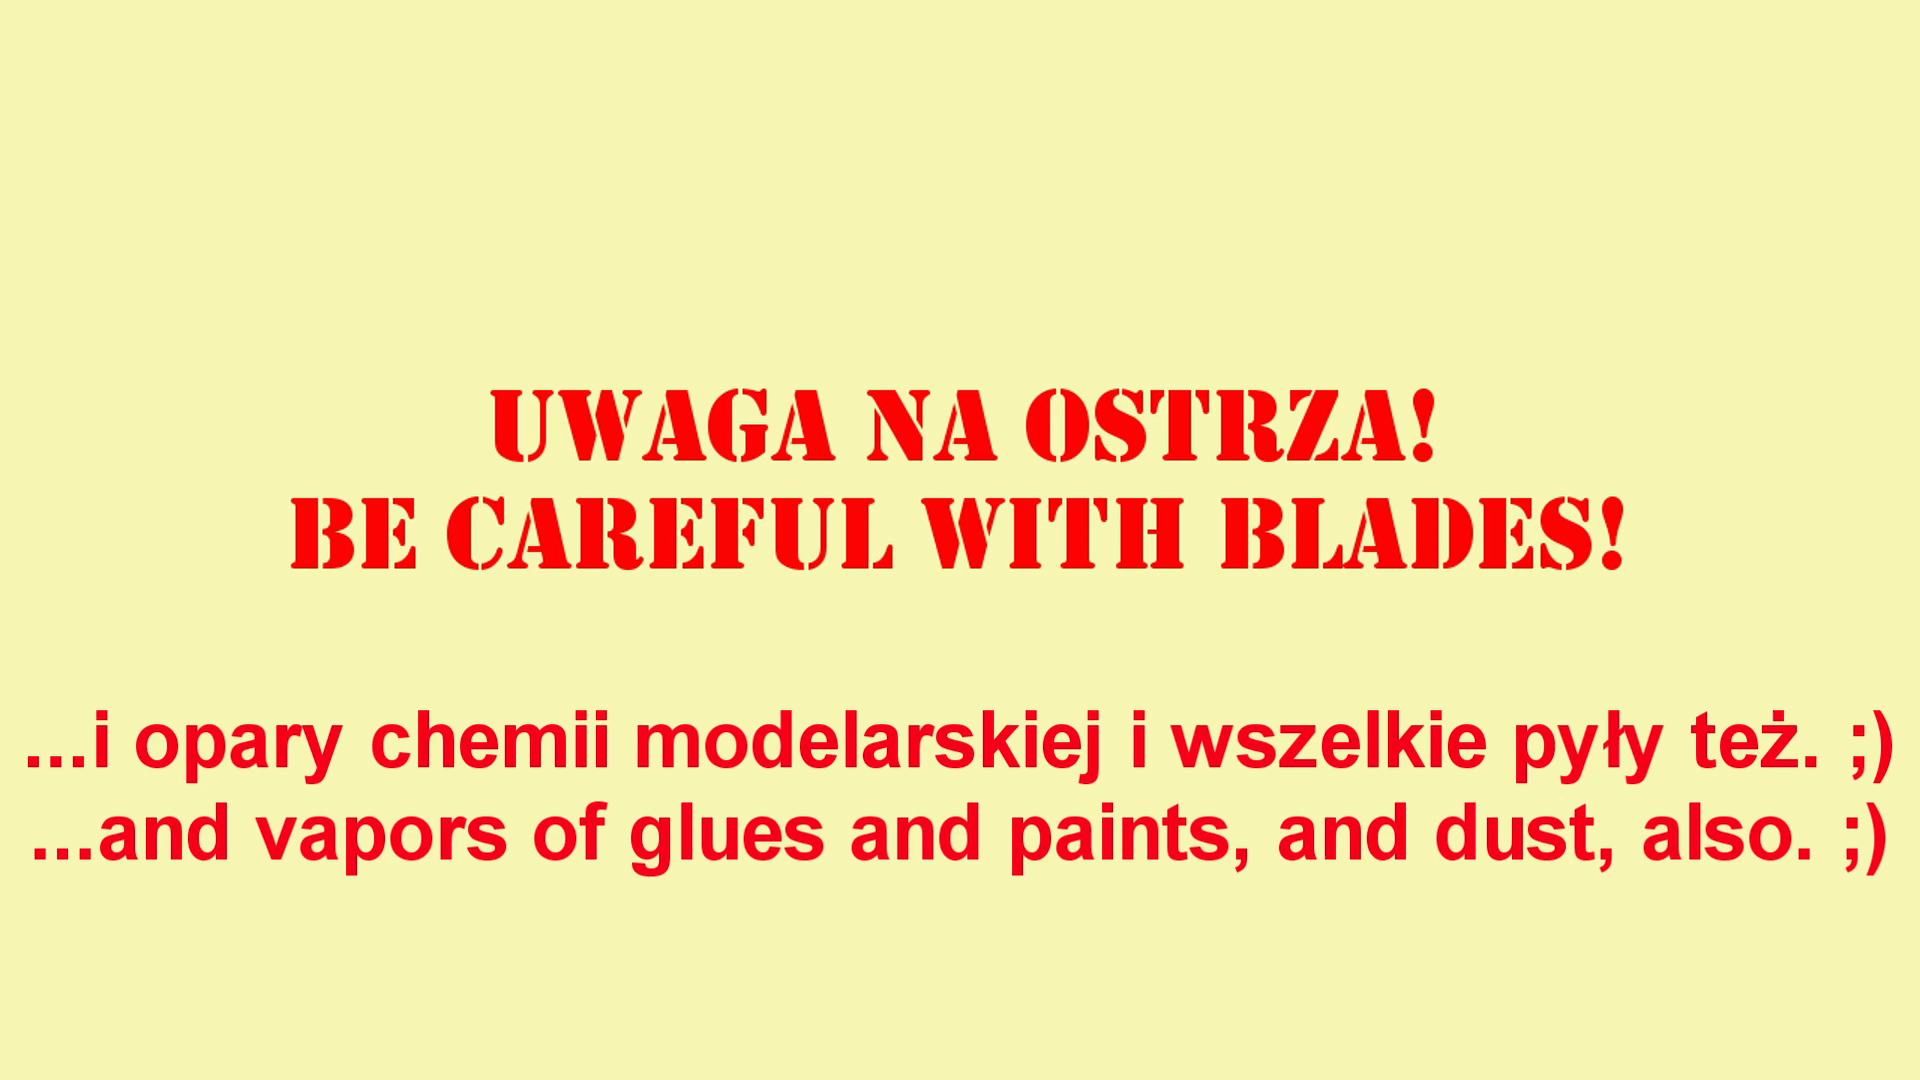 UWAGA NA OSTRZA!
BE CAREFUL WITH BLADES!
...i opary chemii modelarskiej i wszelkie pyły też. ;)
...and vapors of glues and paints, and dust, also. ;)